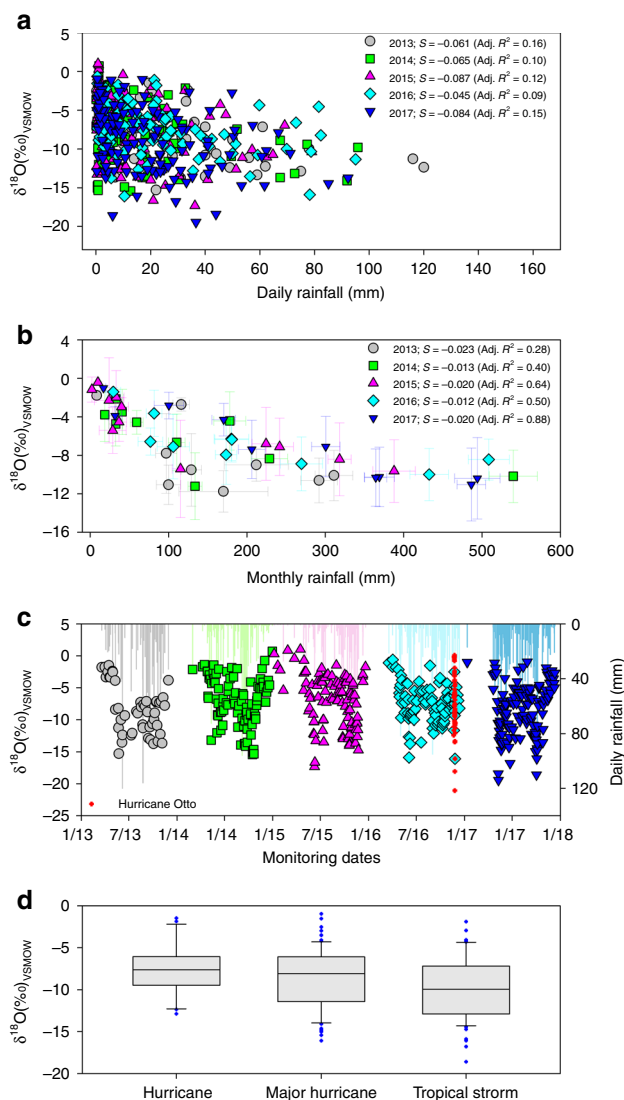 a
5
0
−5
−10
−15
−20
δ¹⁸O(‰)VSMOW
2013; S = −0.061 (Adj. R² = 0.16)
2014; S = −0.065 (Adj. R² = 0.10)
2015; S = −0.087 (Adj. R² = 0.12)
2016; S = −0.045 (Adj. R² = 0.09)
2017; S = −0.084 (Adj. R² = 0.15)
0 20 40 60 80 100 120 140 160
Daily rainfall (mm)
b
4
0
−4
−8
−12
−16
δ¹⁸O(‰)VSMOW
2013; S = −0.023 (Adj. R² = 0.28)
2014; S = −0.013 (Adj. R² = 0.40)
2015; S = −0.020 (Adj. R² = 0.64)
2016; S = −0.012 (Adj. R² = 0.50)
2017; S = −0.020 (Adj. R² = 0.88)
0 100 200 300 400 500 600
Monthly rainfall (mm)
c
5
0
−5
−10
−15
−20
−25
δ¹⁸O(‰)VSMOW
0
40
80
120
Daily rainfall (mm)
Hurricane Otto
1/13 7/13 1/14 1/14 1/15 7/15 1/16 7/16 1/17 1/17 1/18
Monitoring dates
d
0
−5
−10
−15
−20
δ¹⁸O(‰)VSMOW
Hurricane Major hurricane Tropical strorm